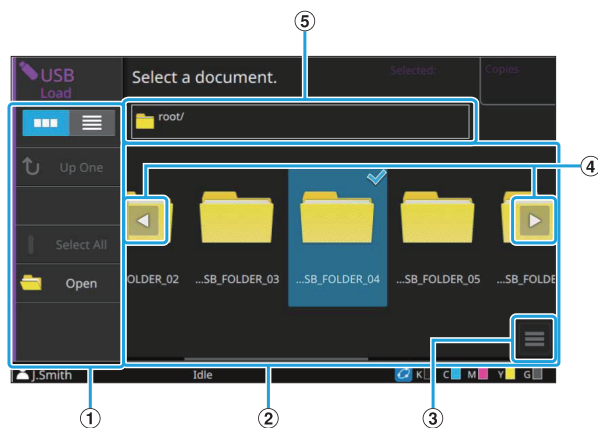 5
USB
Load
Select a document.
Selected:
Copies
root/
Up One
4
Select All
Open
OLDER_02
...SB_FOLDER_03
...SB_FOLDER_04
...SB_FOLDER_05
...SB_FOLDE
J.Smith
Idle
K C M Y G
1
2
3